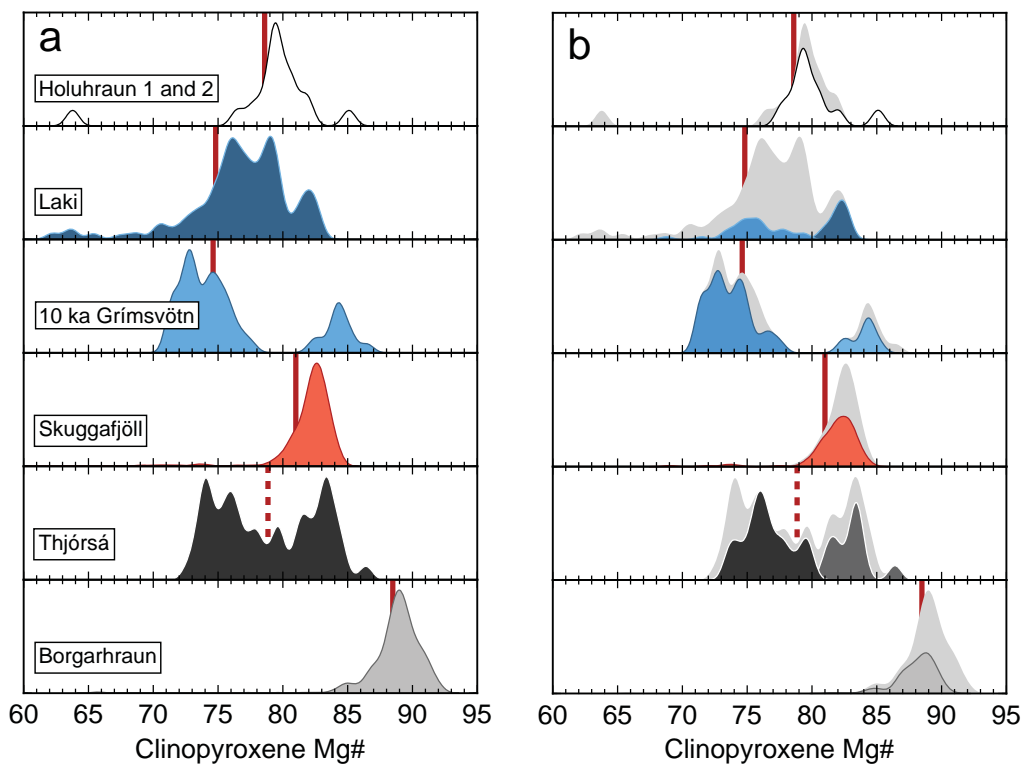 a
b
Holuhraun 1 and 2
Laki
10 ka Grímsvötn
Skuggafjöll
Thjórsá
Borgarhraun
60 65 70 75 80 85 90 95
60 65 70 75 80 85 90 95
Clinopyroxene Mg#
Clinopyroxene Mg#